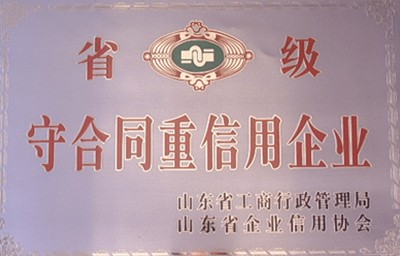 省级
守合同重信用企业
山东省工商行政管理局
山东省企业信用协会